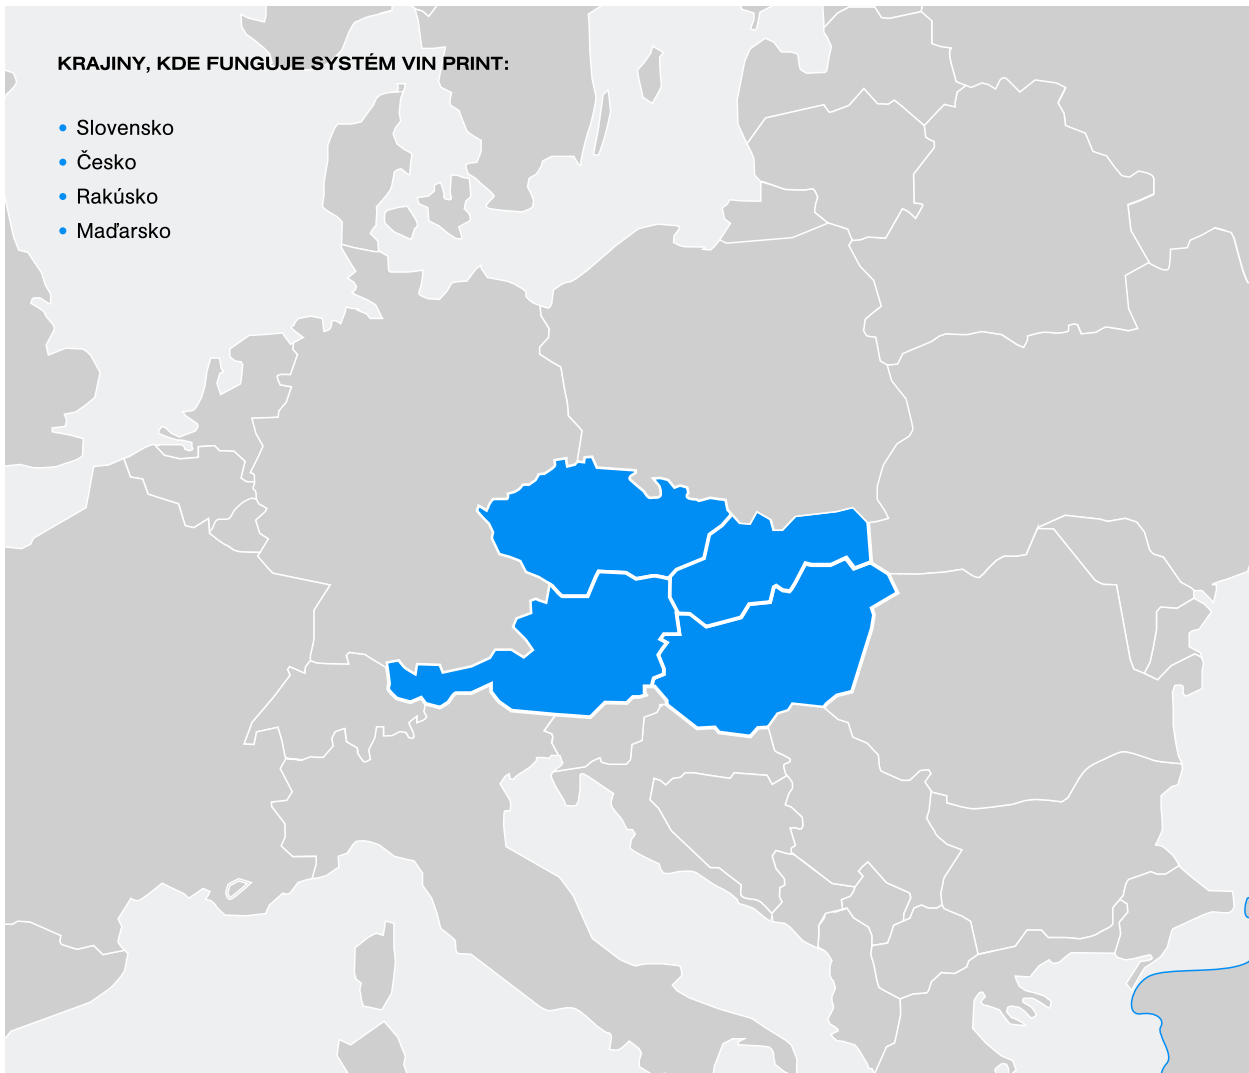 KRAJINY, KDE FUNGUJE SYSTÉM VIN PRINT:
Slovensko
Česko
Rakúsko
Maďarsko